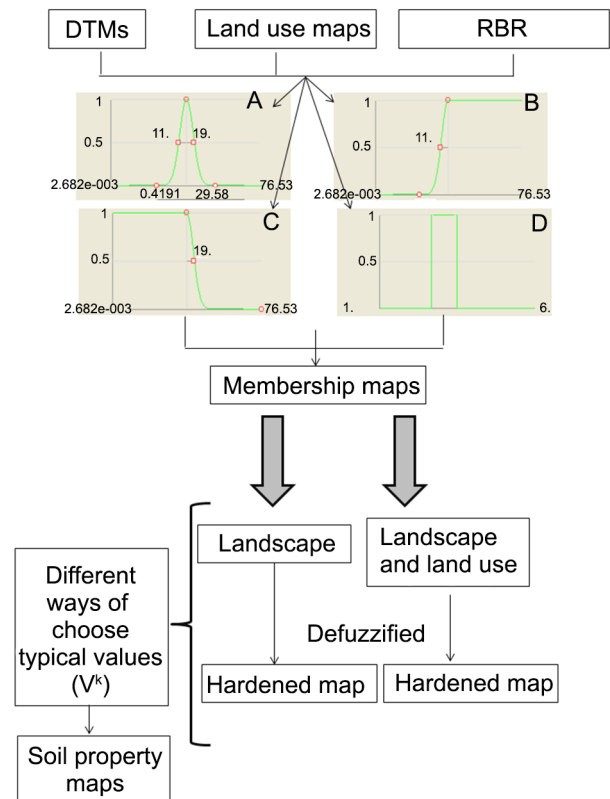 DTMs
Land use maps
RBR
A
1
0.5
11.
19.
2.682e-003
0.4191
29.58
76.53
B
1
0.5
11.
2.682e-003
76.53
C
1
0.5
19.
2.682e-003
76.53
D
1
0.5
1.
6.
Membership maps
Landscape
Landscape
and land use
Different
ways of
choose
typical values
(Vᵏ)
Defuzzified
Hardened map
Hardened map
Soil property
maps